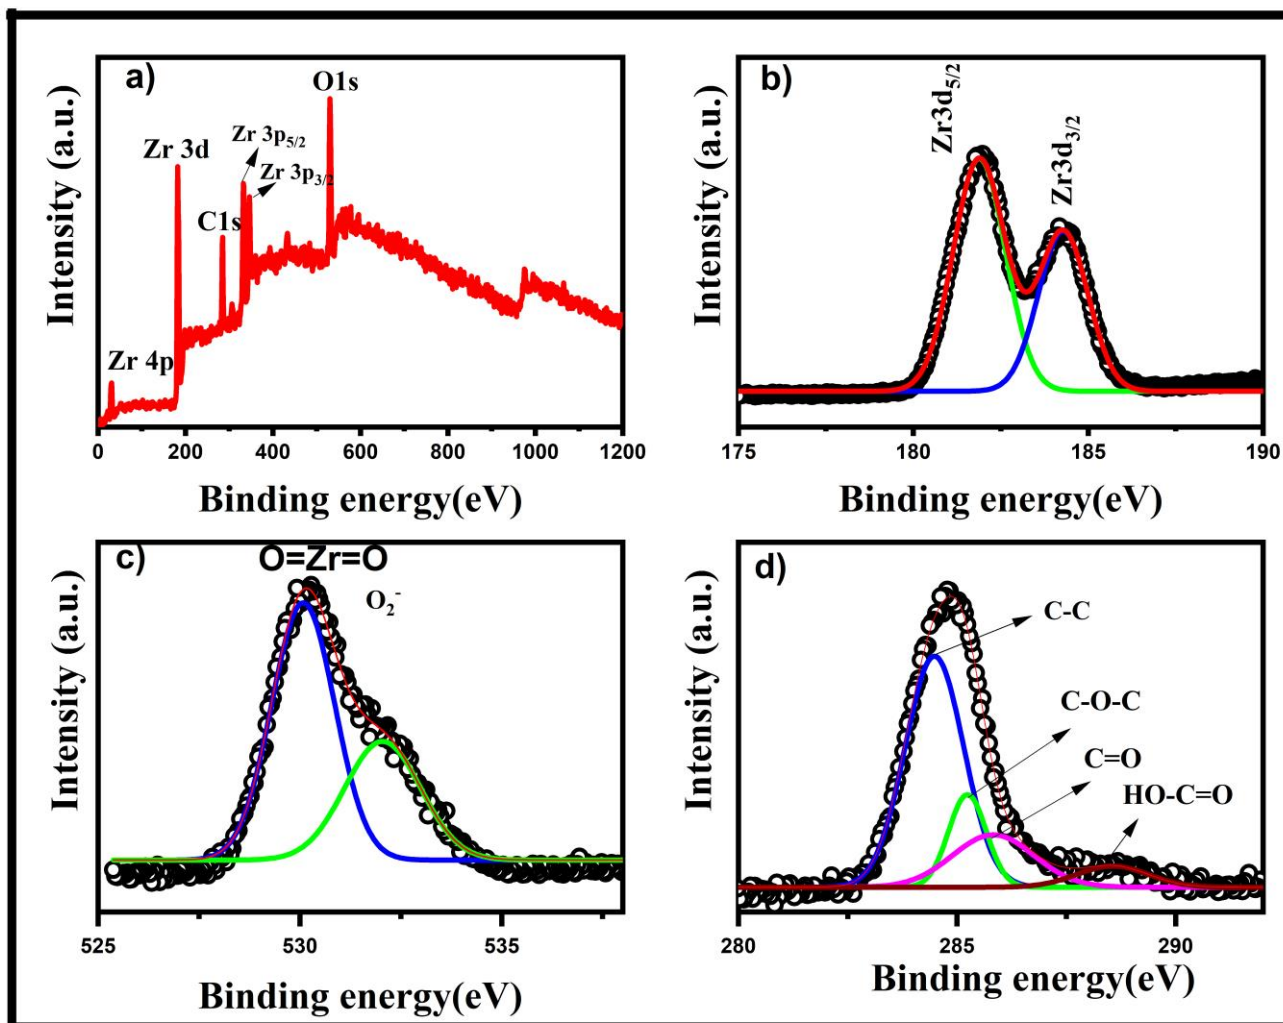 a)
O1s
Zr 3p5/2
Zr 3d
Zr 3p3/2
C1s
Zr 4p
Intensity (a.u.)
0 200 400 600 800 1000 1200
Binding energy(eV)
b)
Zr3d5/2
Zr3d3/2
Intensity (a.u.)
175 180 185 190
Binding energy(eV)
c)
O=Zr=O
O2-
Intensity (a.u.)
525 530 535
Binding energy(eV)
d)
C-C
C-O-C
C=O
HO-C=O
Intensity (a.u.)
280 285 290
Binding energy(eV)